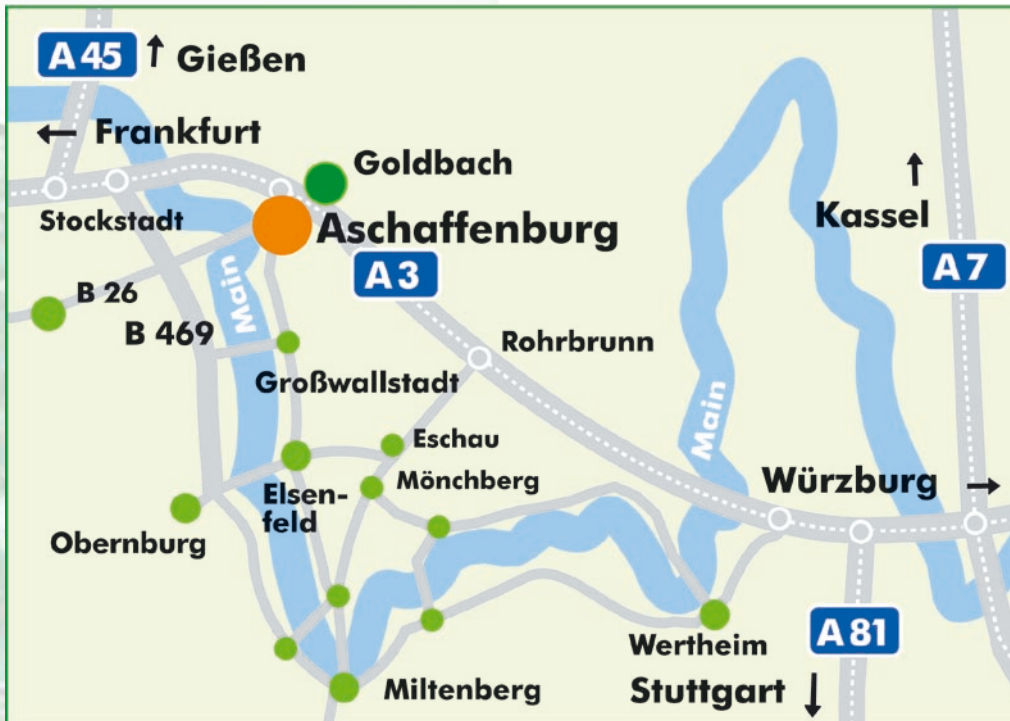 A 45
Gießen
Frankfurt
Goldbach
Stockstadt
Aschaffenburg
Kassel
A 3
A 7
B 26
Main
B 469
Rohrbrunn
Großwallstadt
Main
Eschau
Mönchberg
Würzburg
Elsen-
feld
Obernburg
Wertheim
A 81
Miltenberg
Stuttgart